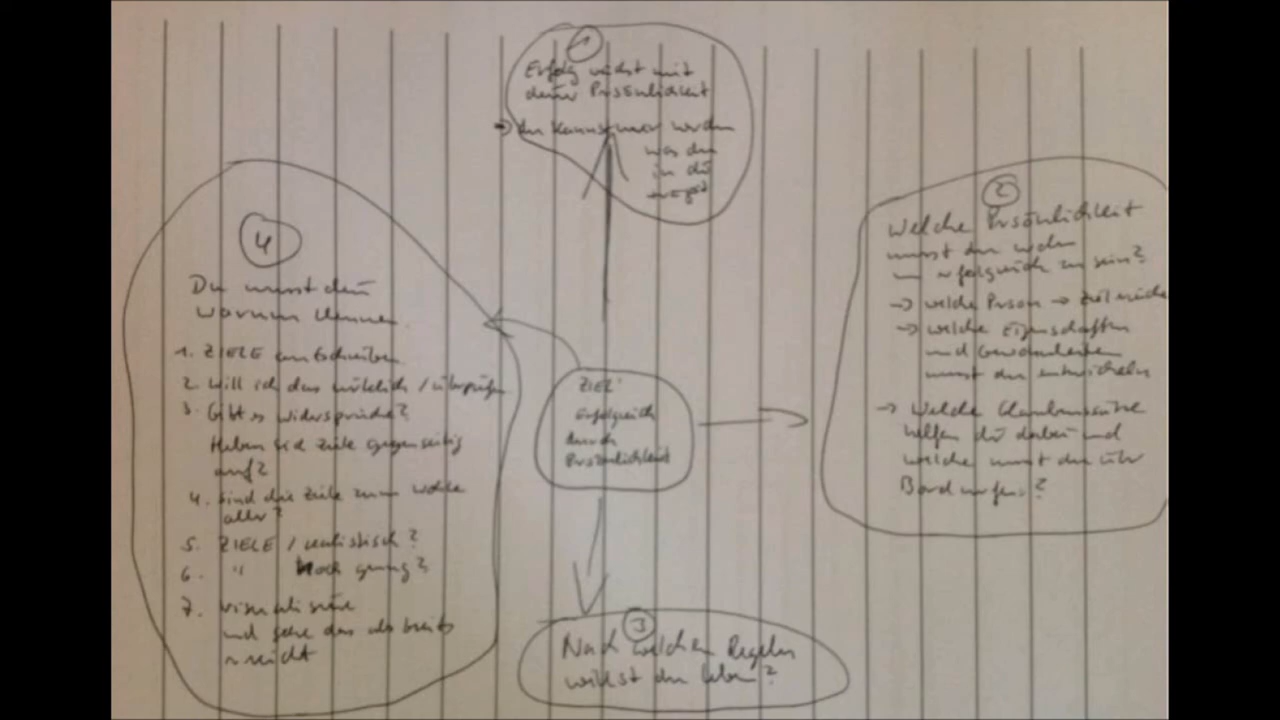 1
Erfolg wächst mit
deiner Persönlichkeit
→ du kannst nur werden
was du
in dir
trägst
2
Welche Persönlichkeit
musst du werden
um erfolgreich zu sein?
→ welche Person → Ziel erreiche
→ welche Eigenschaften
und Gewohnheiten
musst du entwickeln
→ Welche Glaubenssätze
helfen dir dabei und
welche musst du über
Bord werfen?
ZIEL:
erfolgreich
durch
Persönlichkeit
4
Du musst dein
warum kennen
1. ZIELE aufschreiben
2. Will ich das wirklich / überprüfen
3. Gibt es widersprüche?
Heben sich Ziele gegenseitig
auf?
4. Sind die Ziele zum Wohle
aller?
5. ZIELE / realistisch?
6. " hoch genug?
7. visualisiere
und sehe das als bereits
erreicht
3
Nach welchen Regeln
willst du leben?